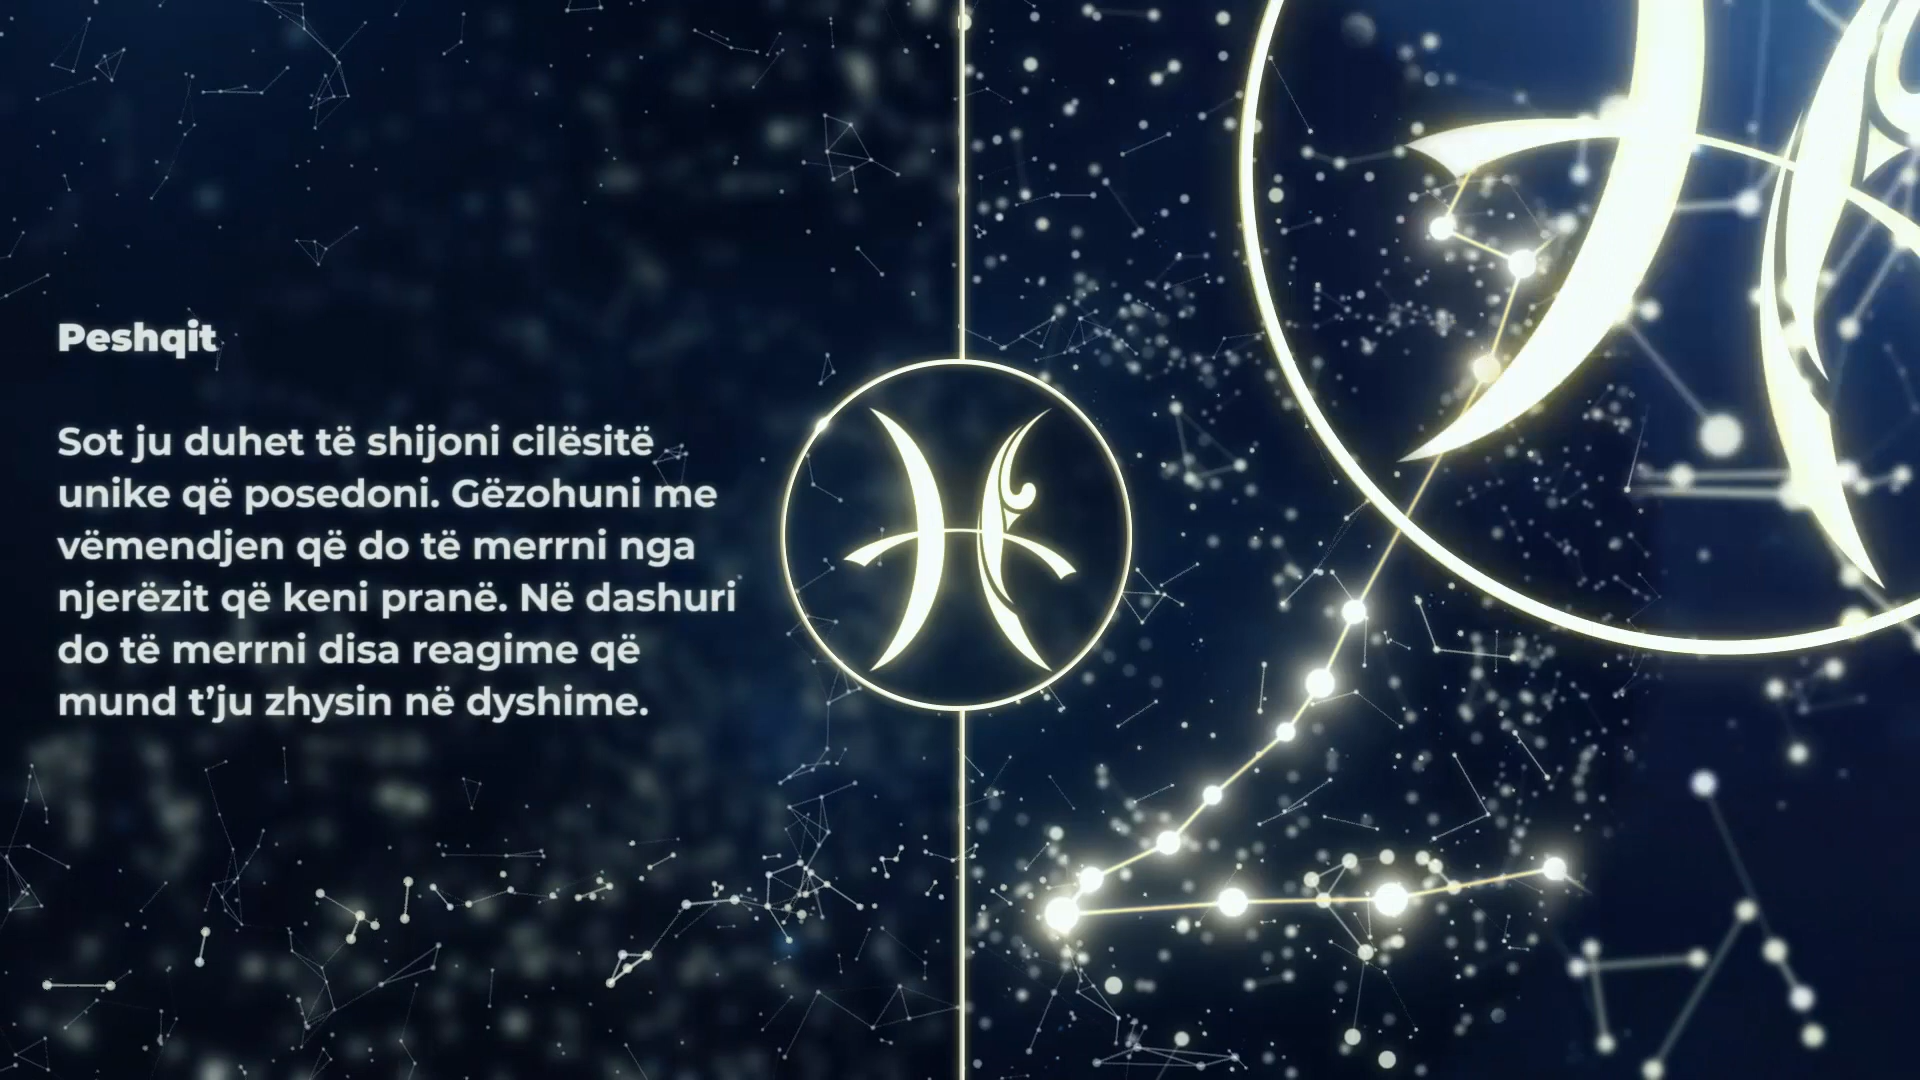 Peshqit
Sot ju duhet të shijoni cilësitë
unike që posedoni. Gëzohuni me
vëmendjen që do të merrni nga
njerëzit që keni pranë. Në dashuri
do të merrni disa reagime që
mund t’ju zhysin në dyshime.